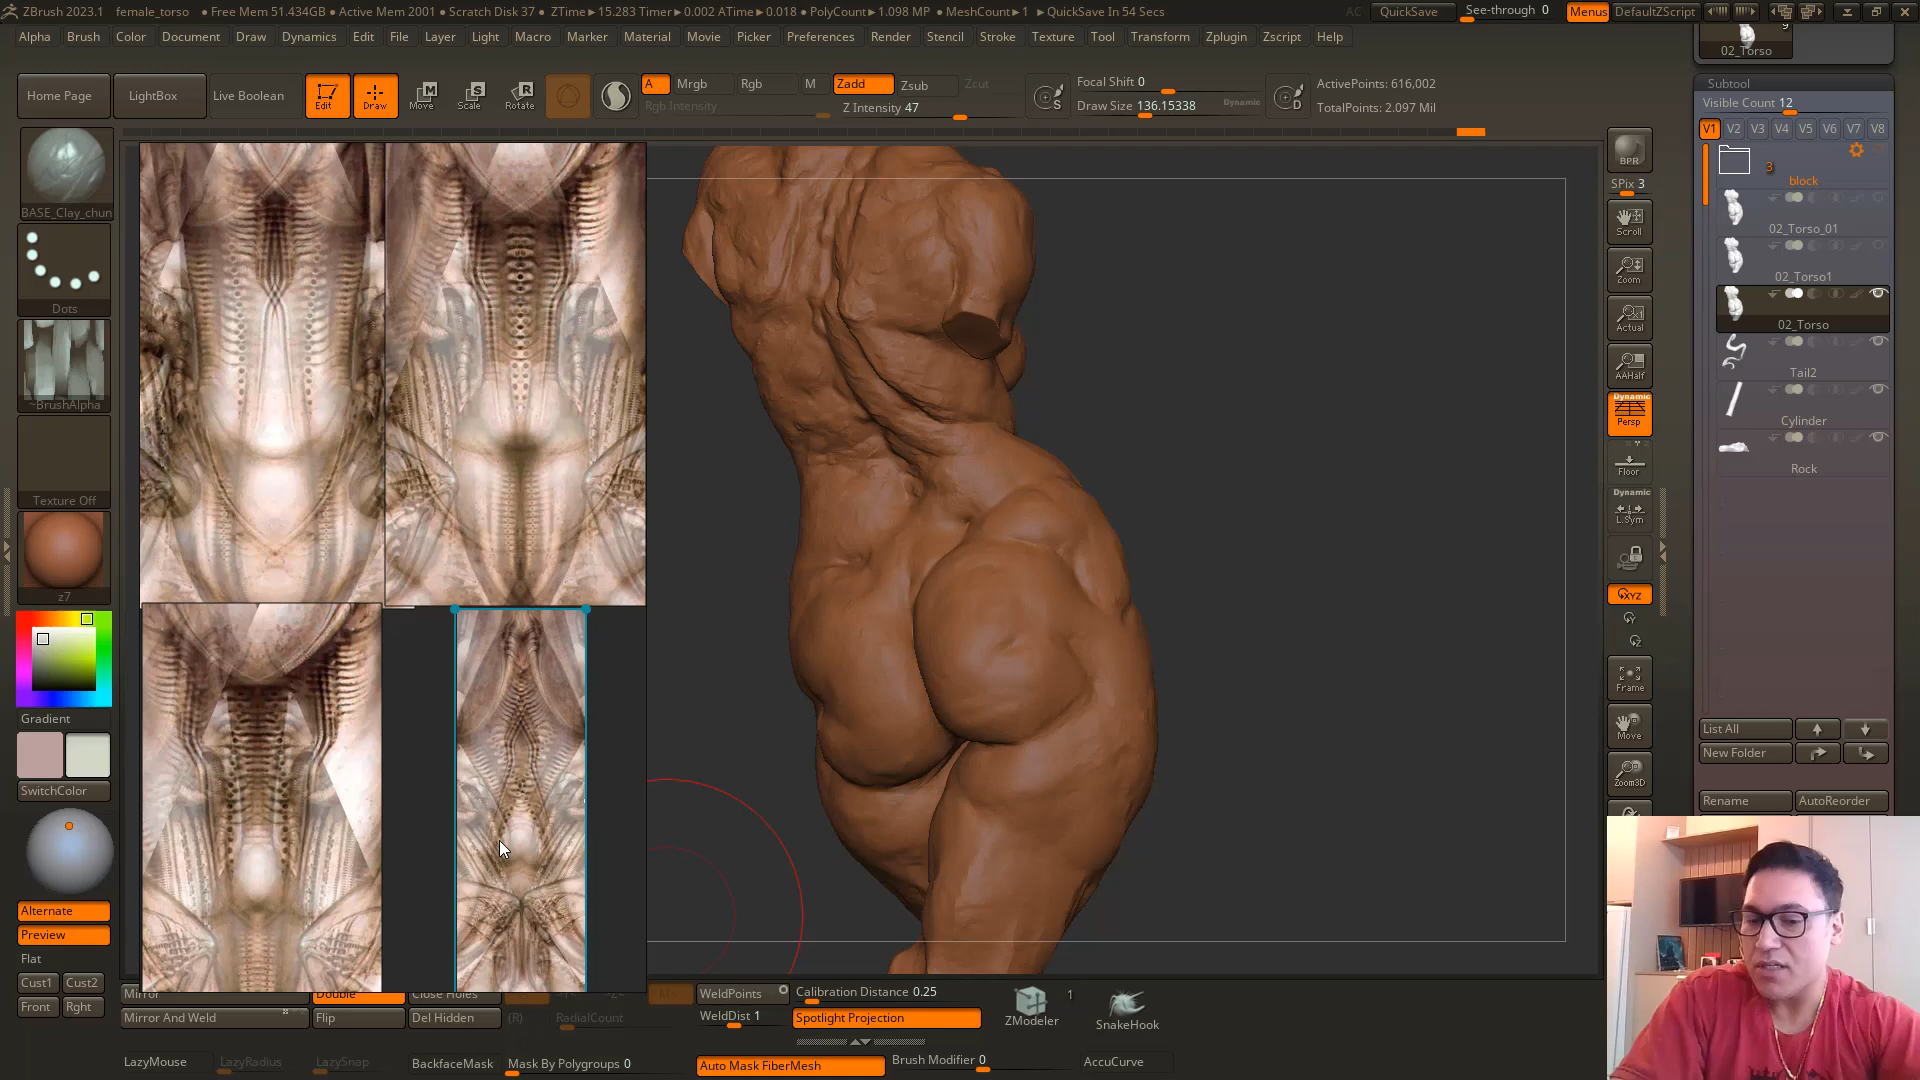 ZBrush 2023.1 female_torso • Free Mem 51.434GB • Active Mem 2001 • Scratch Disk 37 • ZTime►15.283 Timer►0.002 ATime►0.018 • PolyCount►1.098 MP • MeshCount►1 ►QuickSave In 54 Secs AC QuickSave See-through 0 Menus DefaultZScript
Alpha Brush Color Document Draw Dynamics Edit File Layer Light Macro Marker Material Movie Picker Preferences Render Stencil Stroke Texture Tool Transform Zplugin Zscript Help
9
02_Torso
Home Page LightBox Live Boolean Edit Draw Move Scale Rotate
A Mrgb Rgb M Zadd Zsub Zcut
Rgb Intensity Z Intensity 47
Focal Shift 0
Draw Size 136.15338 Dynamic
ActivePoints: 616,002
TotalPoints: 2.097 Mil
Subtool
Visible Count 12
V1 V2 V3 V4 V5 V6 V7 V8
3
block
02_Torso_01
02_Torso1
02_Torso
Tail2
Cylinder
Rock
List All
New Folder
Rename AutoReorder
BASE_Clay_chun
Dots
~BrushAlpha
Texture Off
z7
Gradient
SwitchColor
Alternate
Preview
Flat
Cust1 Cust2
Front Rght
BPR
SPix 3
Scroll
Zoom
Actual
AAHalf
Dynamic
Persp
Floor
Dynamic
L.Sym
XYZ
Frame
Move
Zoom3D
Mirror Double Close Holes WeldPoints Calibration Distance 0.25
Mirror And Weld Flip Del Hidden (R) RadialCount WeldDist 1 Spotlight Projection
ZModeler 1 SnakeHook
LazyMouse LazyRadius LazySnap BackfaceMask Mask By Polygroups 0 Auto Mask FiberMesh Brush Modifier 0 AccuCurve